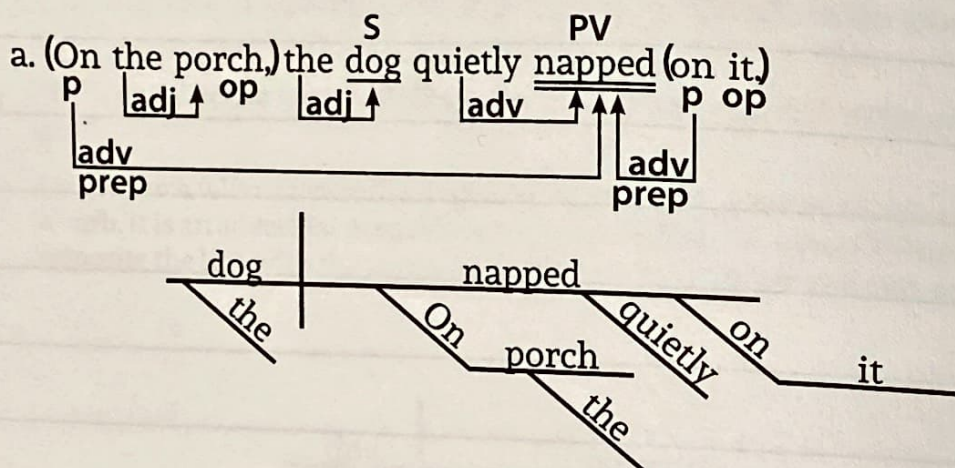 S PV
a. (On the porch,) the dog quietly napped (on it.)
p adj op adj adv p op
adv adv
prep prep
dog napped
the On quietly on
porch it
the